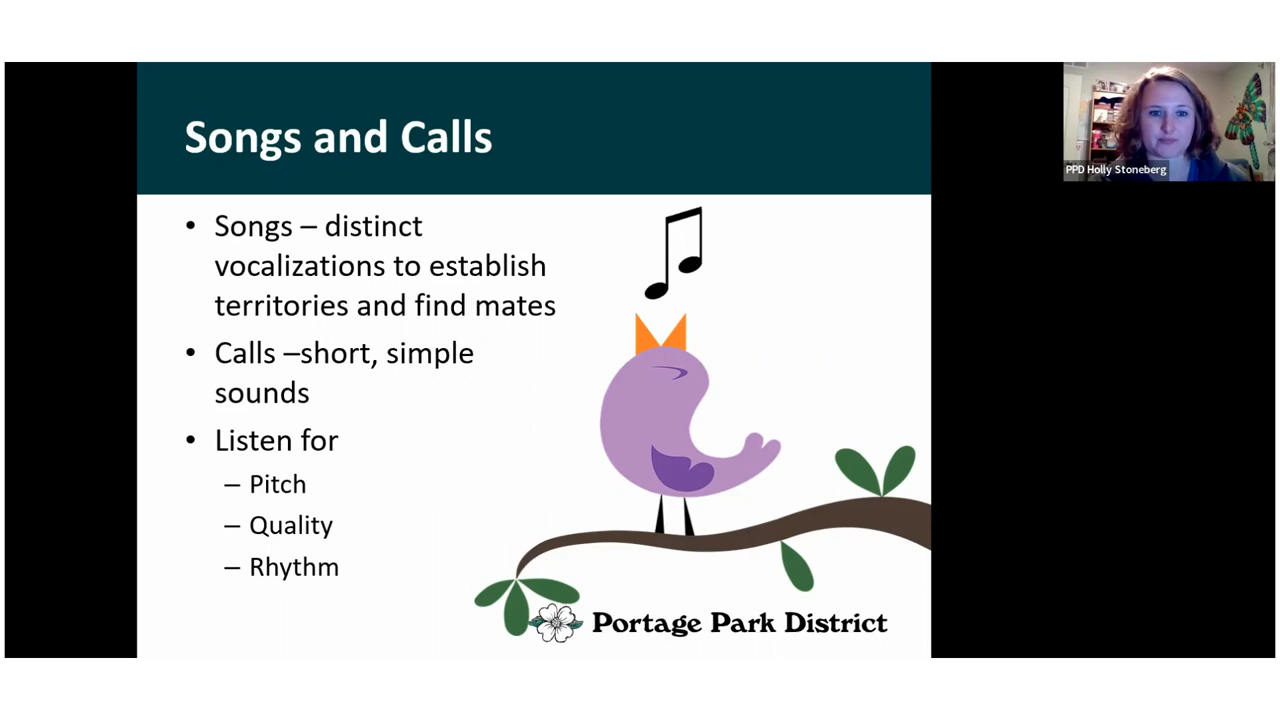 Songs and Calls
• Songs – distinct
vocalizations to establish
territories and find mates
• Calls –short, simple
sounds
• Listen for
– Pitch
– Quality
– Rhythm
Portage Park District
PPD Holly Stoneberg